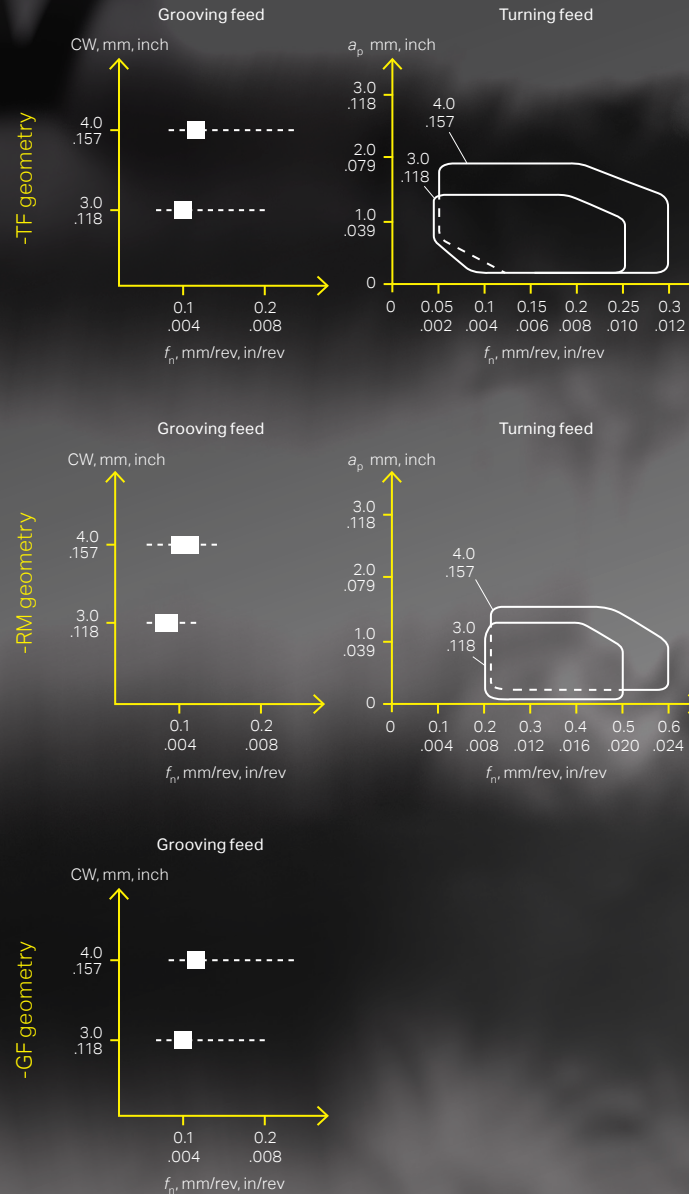 Grooving feed
Turning feed
-TF geometry
CW, mm, inch
4.0
.157
3.0
.118
0.1 0.2
.004 .008
fn, mm/rev, in/rev
ap mm, inch
3.0
.118
2.0
.079
1.0
.039
0
4.0
.157
3.0
.118
0 0.05 0.1 0.15 0.2 0.25 0.3
.002 .004 .006 .008 .010 .012
fn, mm/rev, in/rev
Grooving feed
Turning feed
-RM geometry
CW, mm, inch
4.0
.157
3.0
.118
0.1 0.2
.004 .008
fn, mm/rev, in/rev
ap mm, inch
3.0
.118
2.0
.079
1.0
.039
0
4.0
.157
3.0
.118
0 0.1 0.2 0.3 0.4 0.5 0.6
.004 .008 .012 .016 .020 .024
fn, mm/rev, in/rev
Grooving feed
-GF geometry
CW, mm, inch
4.0
.157
3.0
.118
0.1 0.2
.004 .008
fn, mm/rev, in/rev